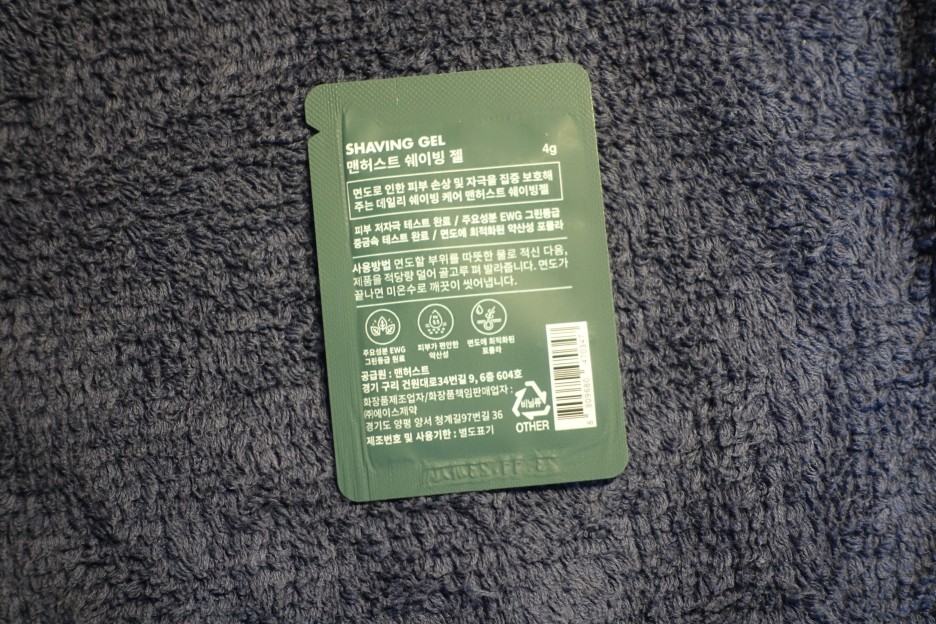 SHAVING GEL
맨허스트 쉐이빙 젤 4g
면도로 인한 피부 손상 및 자극을 집중 보호해
주는 데일리 쉐이빙 케어 맨허스트 쉐이빙젤
피부 저자극 테스트 완료 / 주요성분 EWG 그린등급
중금속 테스트 완료 / 면도에 최적화된 약산성 포뮬라
사용방법 면도할 부위를 따뜻한 물로 적신 다음,
제품을 적당량 덜어 골고루 펴 발라줍니다. 면도가
끝나면 미온수로 깨끗이 씻어냅니다.
주요성분 EWG
그린등급 원료
피부가 편안한
약산성
면도에 최적화된
포뮬라
공급원 : 맨허스트
경기 구리 건원대로34번길 9, 6층 604호
화장품제조업자/화장품책임판매업자 :
㈜에이스제약
경기도 양평 양서 청계길97번길 36
제조번호 및 사용기한 : 별도표기
비닐류
OTHER